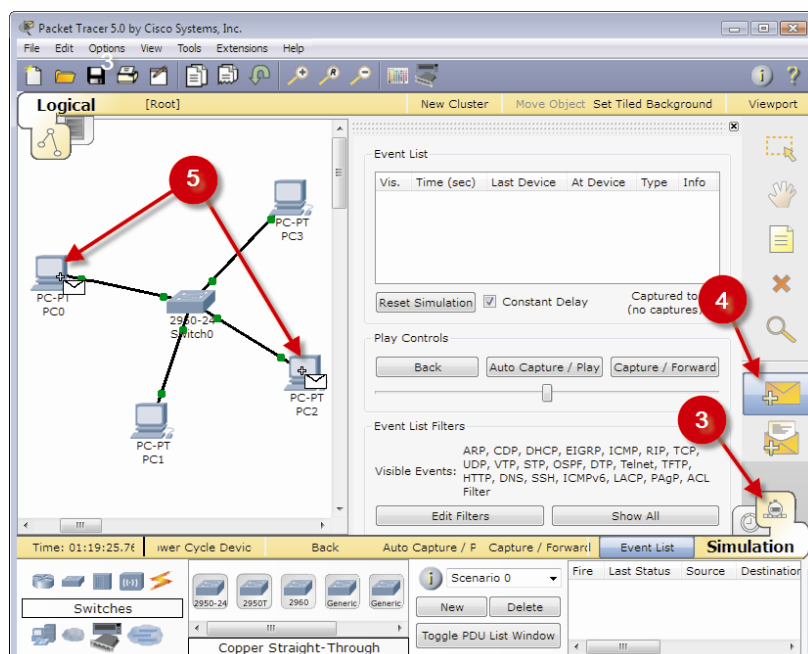 Packet Tracer 5.0 by Cisco Systems, Inc.
File Edit Options View Tools Extensions Help
3
i ?
Logical [Root] New Cluster Move Object Set Tiled Background Viewport
5
PC-PT
PC3
PC-PT
PC0
2950-24
Switch0
PC-PT
PC2
PC-PT
PC1
Event List
Vis. Time (sec) Last Device At Device Type Info
Reset Simulation Constant Delay Captured to:
(no captures)
4
Play Controls
Back Auto Capture / Play Capture / Forward
3
Event List Filters
Visible Events: ARP, CDP, DHCP, EIGRP, ICMP, RIP, TCP,
UDP, VTP, STP, OSPF, DTP, Telnet, TFTP,
HTTP, DNS, SSH, ICMPv6, LACP, PAgP, ACL
Filter
Edit Filters Show All
Time: 01:19:25.76 ower Cycle Devic Back Auto Capture / P Capture / Forward Event List Simulation
Switches
2950-24 2950T 2960 Generic Generic
Copper Straight-Through
i Scenario 0
New Delete
Toggle PDU List Window
Fire Last Status Source Destination